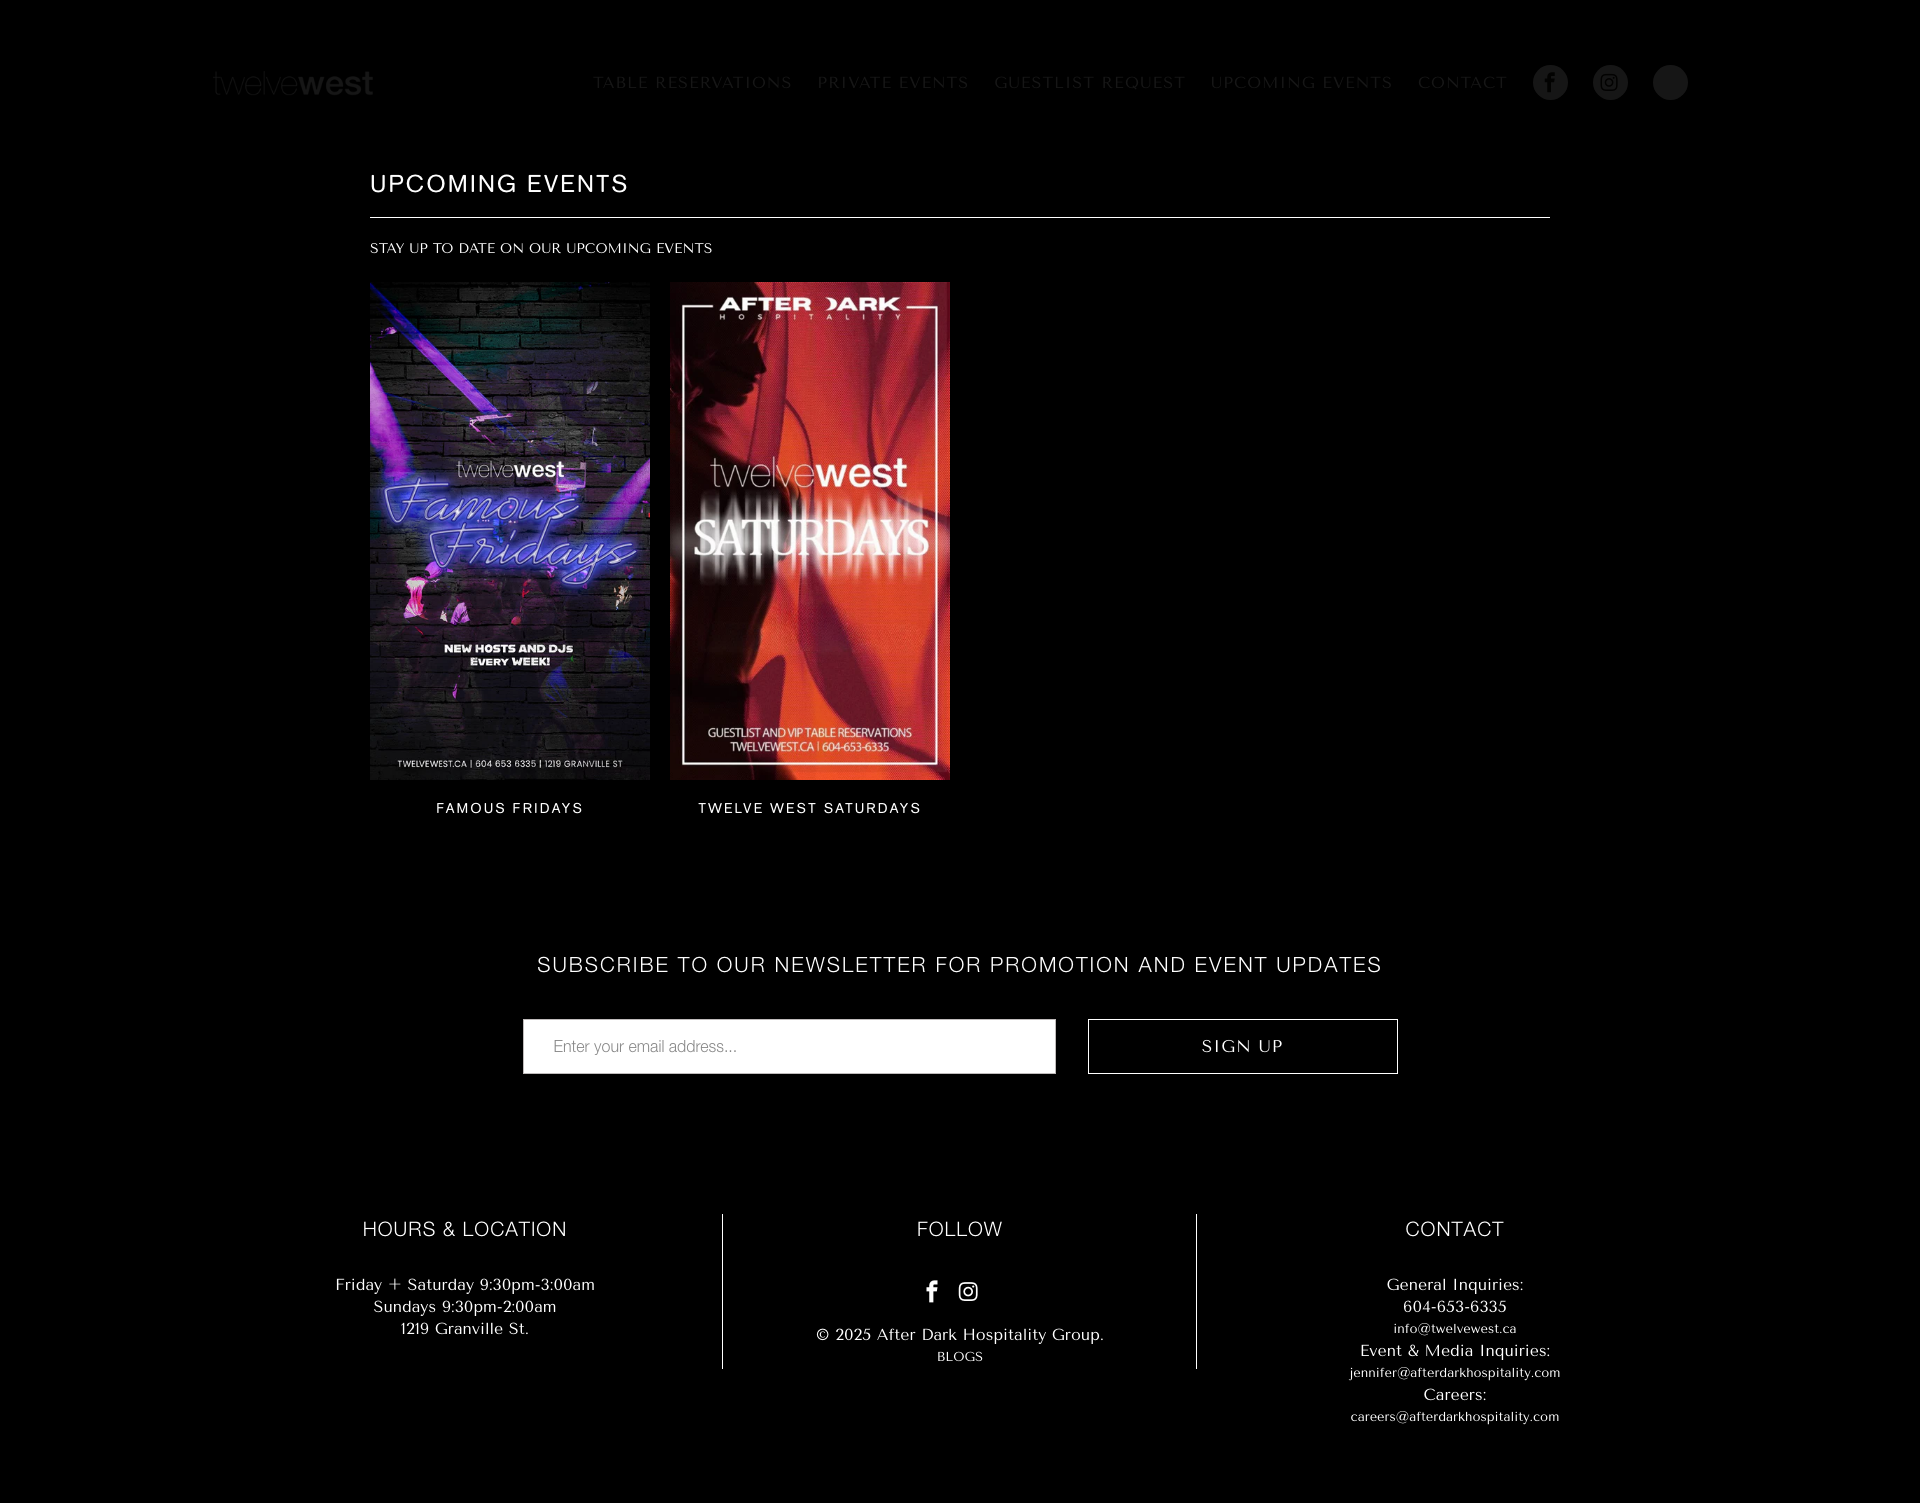 twelvewest
TABLE RESERVATIONS PRIVATE EVENTS GUESTLIST REQUEST UPCOMING EVENTS CONTACT
UPCOMING EVENTS
STAY UP TO DATE ON OUR UPCOMING EVENTS
twelvewest
Famous
Fridays
NEW HOSTS AND DJs
EVERY WEEK!
TWELVEWEST.CA | 604 653 6335 | 1219 GRANVILLE ST
FAMOUS FRIDAYS
AFTER DARK
HOSPITALITY
twelvewest
SATURDAYS
GUESTLIST AND VIP TABLE RESERVATIONS
TWELVEWEST.CA | 604-653-6335
TWELVE WEST SATURDAYS
SUBSCRIBE TO OUR NEWSLETTER FOR PROMOTION AND EVENT UPDATES
Enter your email address...
SIGN UP
HOURS & LOCATION
Friday + Saturday 9:30pm-3:00am
Sundays 9:30pm-2:00am
1219 Granville St.
FOLLOW
© 2025 After Dark Hospitality Group.
BLOGS
CONTACT
General Inquiries:
604-653-6335
info@twelvewest.ca
Event & Media Inquiries:
jennifer@afterdarkhospitality.com
Careers:
careers@afterdarkhospitality.com